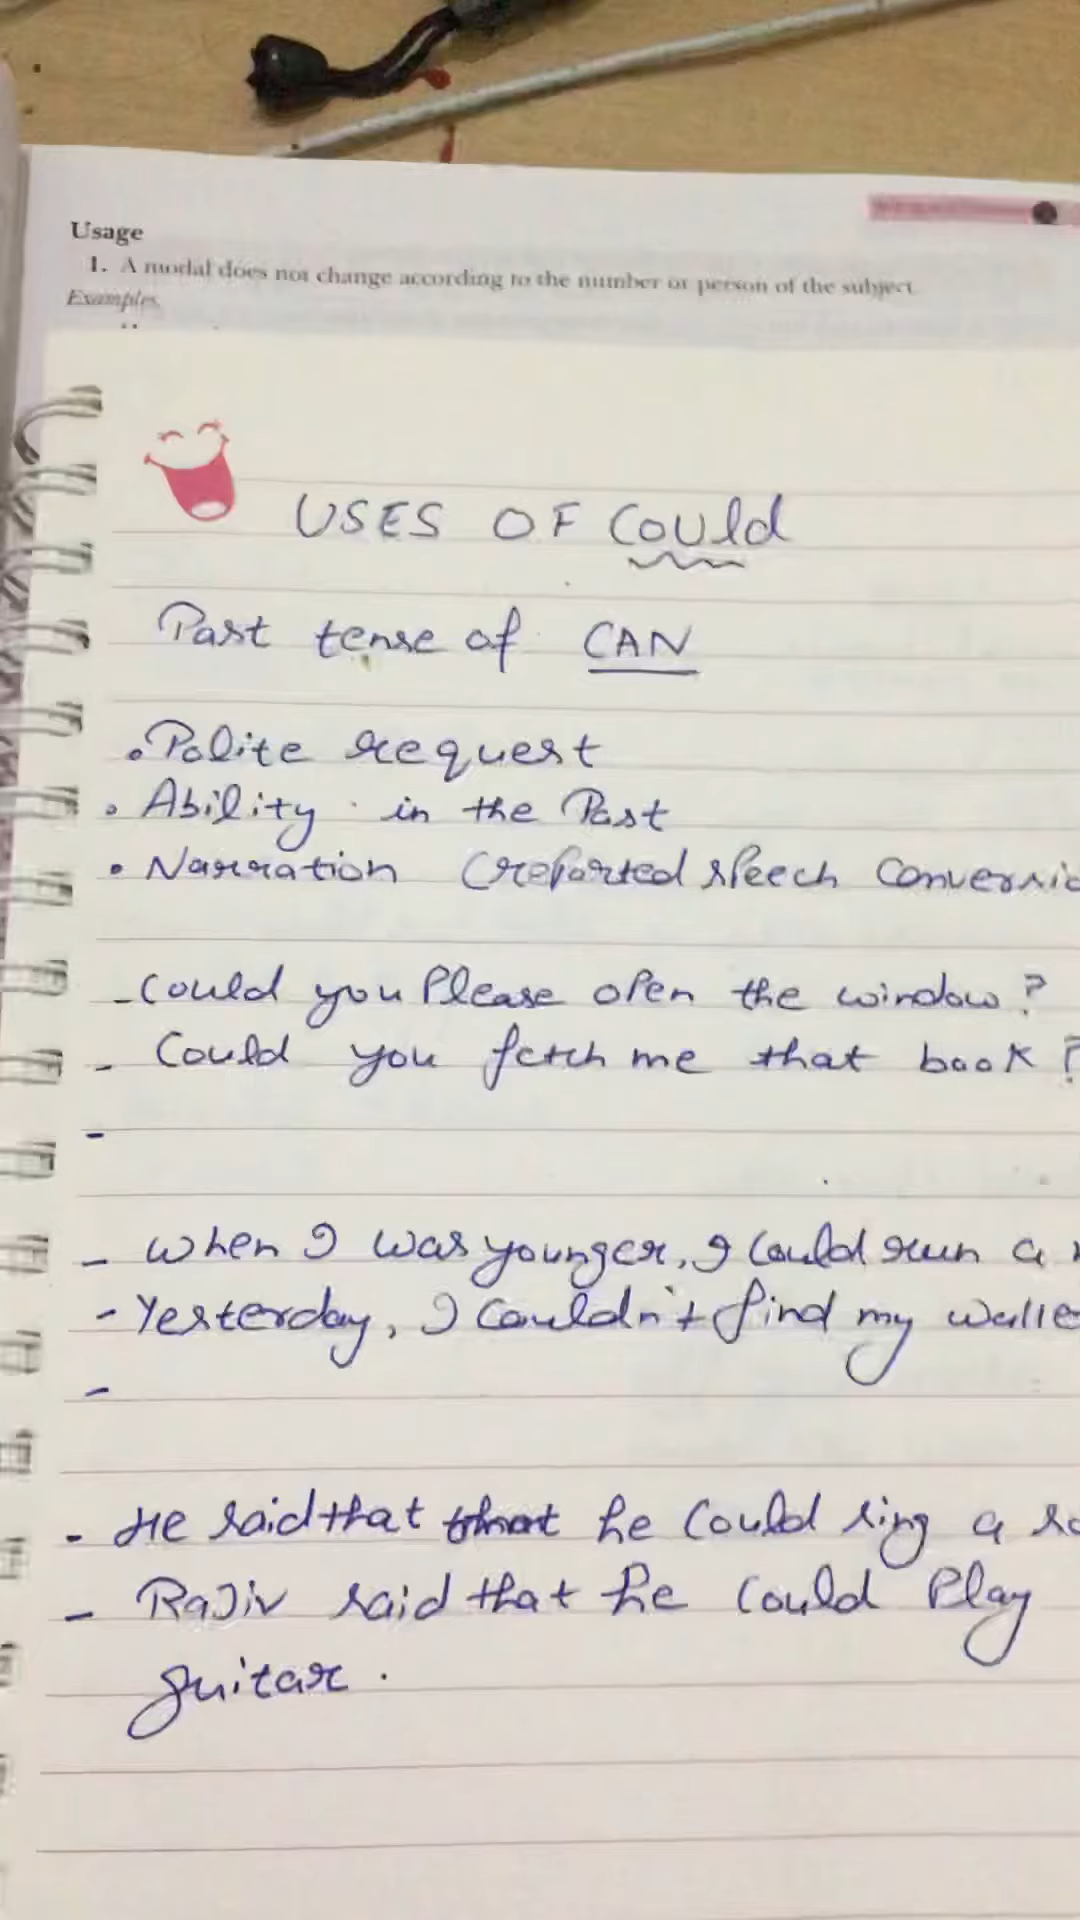 Usage
1. A modal does not change according to the number or person of the subject.
Examples
USES OF Could
Past tense of CAN
• Polite request
• Ability in the Past
• Narration (reported speech
- Could you Please open the window?
- Could you fetch me that book?
-
- When I was younger, I could run a
- Yesterday, I couldn't find my
-
- He said that that he could sing a
- Rajiv said that he could Play
guitar.